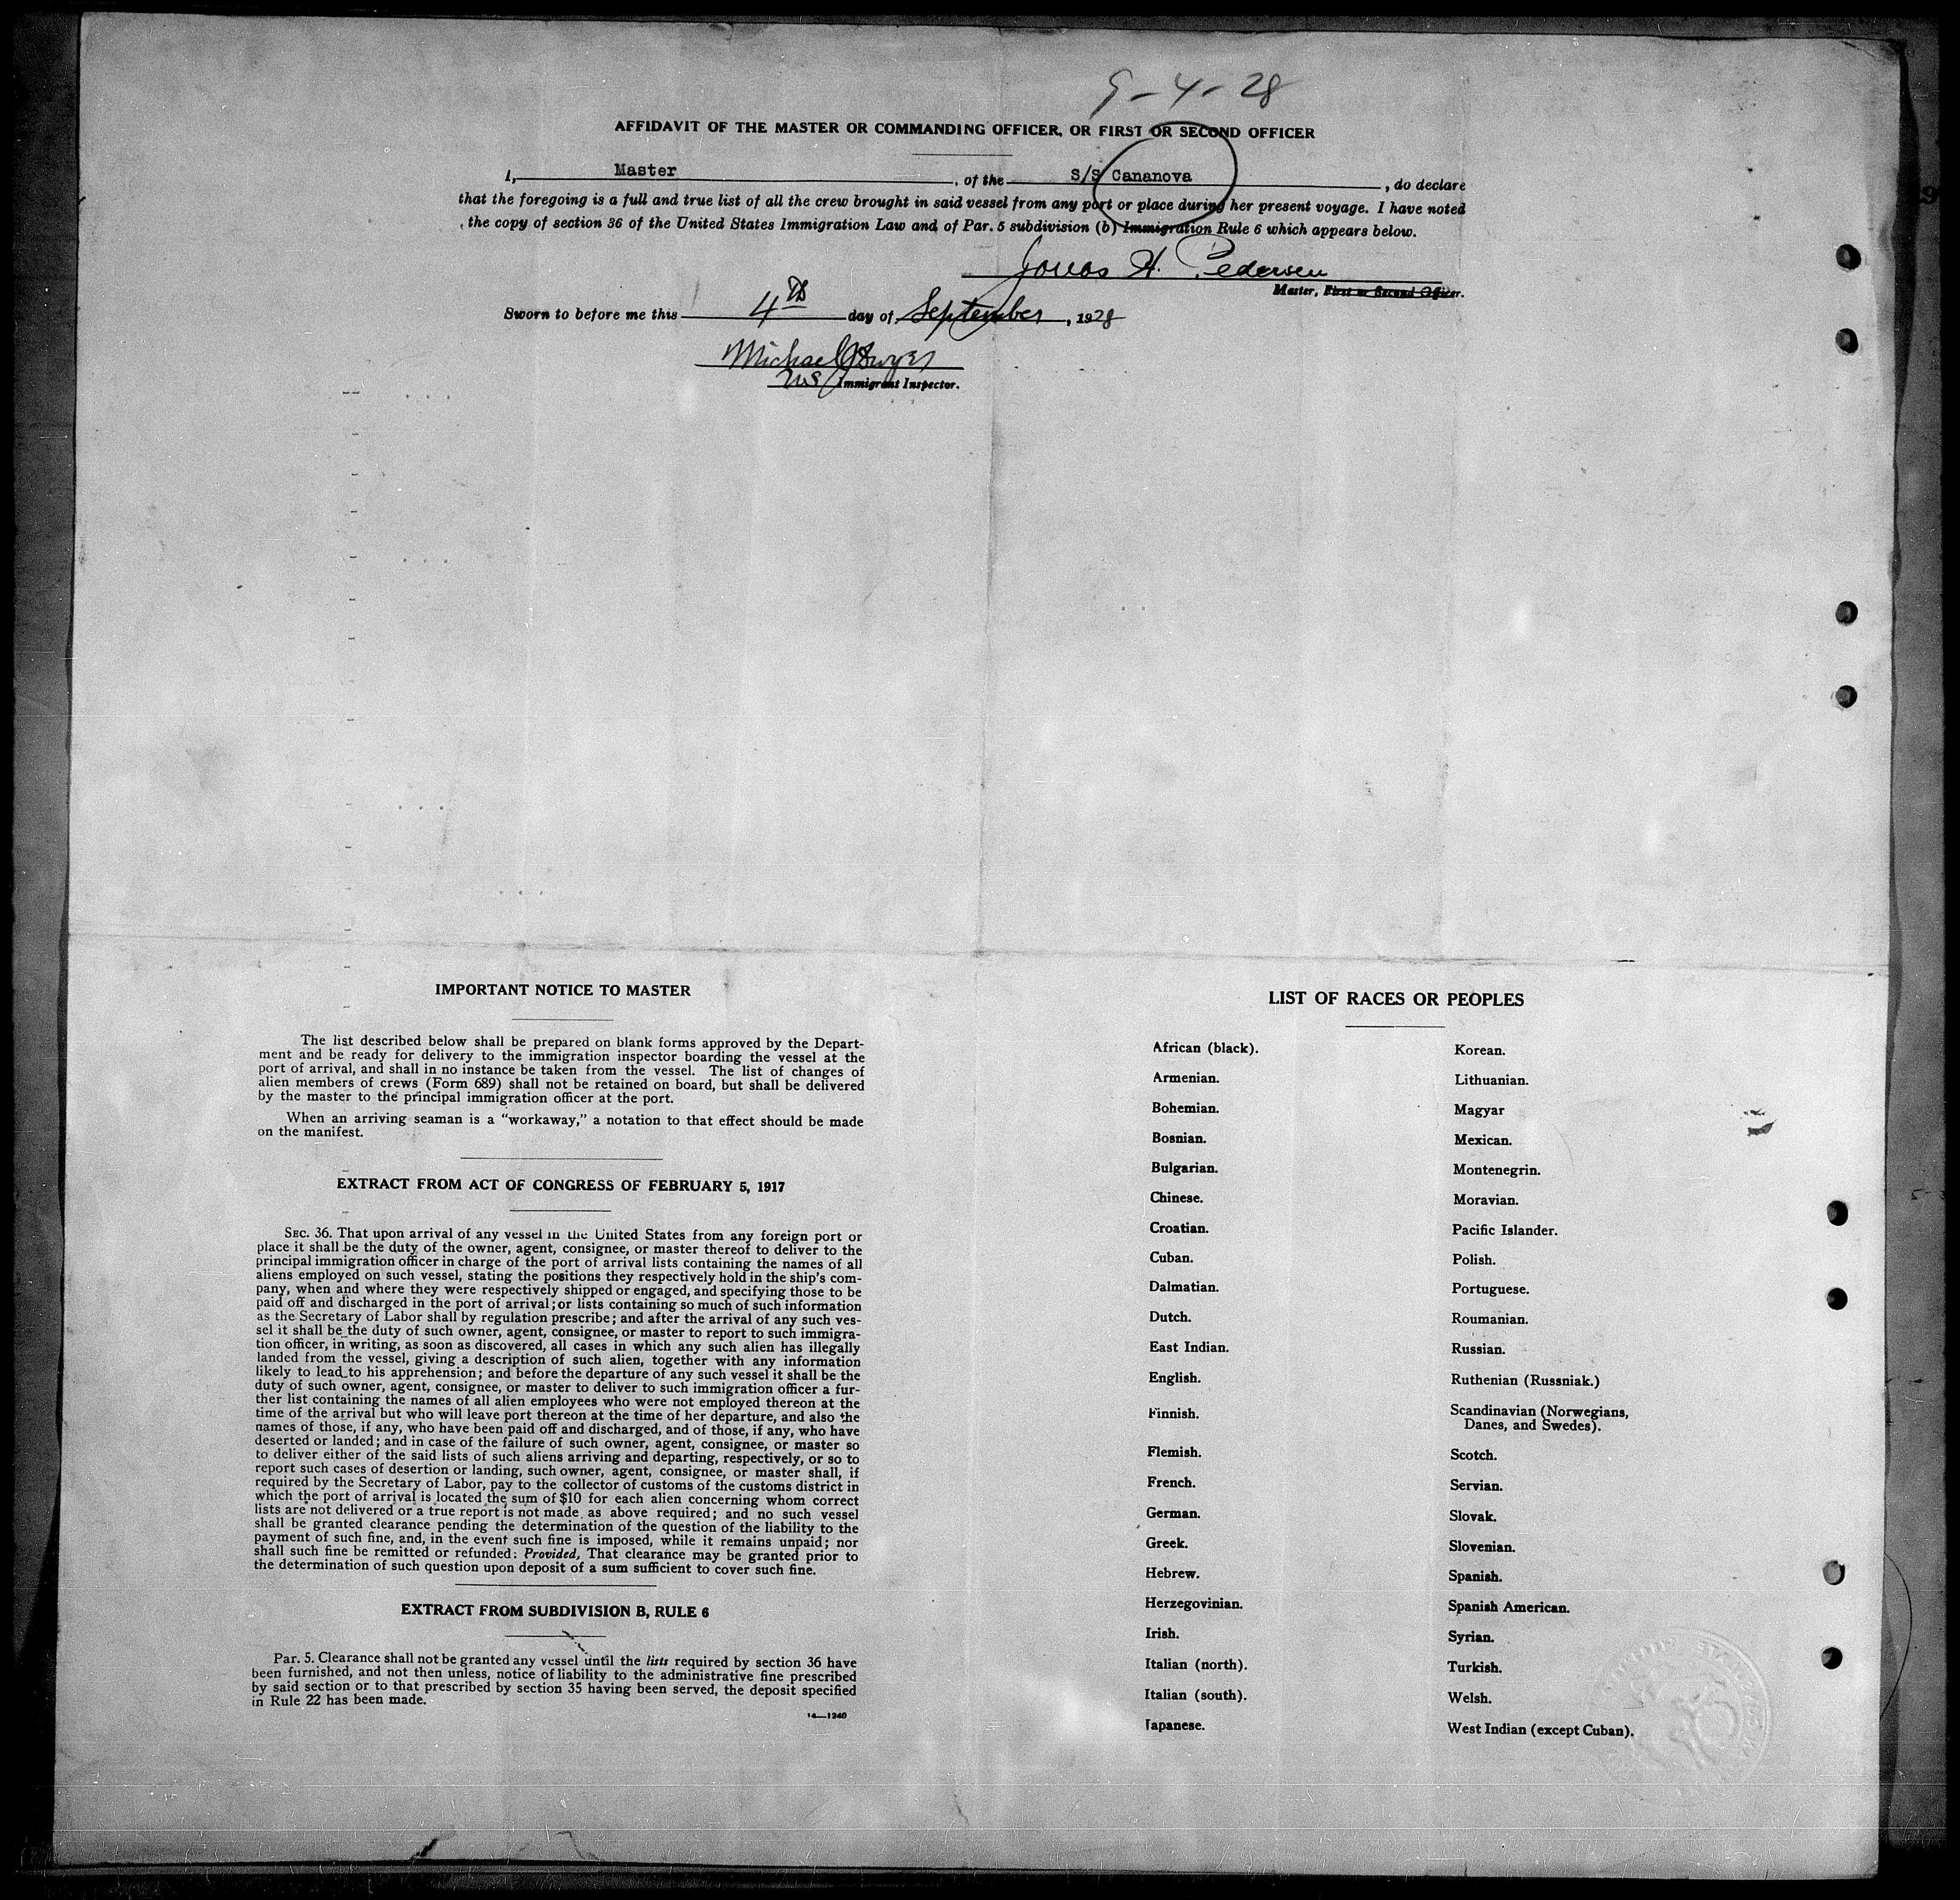 9-4-28
AFFIDAVIT OF THE MASTER OR COMMANDING OFFICER, OR FIRST OR SECOND OFFICER
I, Master, of the S/S Cananova, do declare
that the foregoing is a full and true list of all the crew brought in said vessel from any port or place during her present voyage. I have noted
the copy of section 36 of the United States Immigration Law and of Par. 5 subdivision (b) Immigration Rule 6 which appears below.
Jonas H. Pedersen
Master, First or Second Officer.
Sworn to before me this 4th day of September, 1928
Michael
Immigrant Inspector.
IMPORTANT NOTICE TO MASTER
The list described below shall be prepared on blank forms approved by the Depart-
ment and be ready for delivery to the immigration inspector boarding the vessel at the
port of arrival, and shall in no instance be taken from the vessel. The list of changes of
alien members of crews (Form 689) shall not be retained on board, but shall be delivered
by the master to the principal immigration officer at the port.
When an arriving seaman is a "workaway," a notation to that effect should be made
on the manifest.
EXTRACT FROM ACT OF CONGRESS OF FEBRUARY 5, 1917
SEC. 36. That upon arrival of any vessel in the United States from any foreign port or
place it shall be the duty of the owner, agent, consignee, or master thereof to deliver to the
principal immigration officer in charge of the port of arrival lists containing the names of all
aliens employed on such vessel, stating the positions they respectively hold in the ship's com-
pany, when and where they were respectively shipped or engaged, and specifying those to be
paid off and discharged in the port of arrival; or lists containing so much of such information
as the Secretary of Labor shall by regulation prescribe; and after the arrival of any such ves-
sel it shall be the duty of such owner, agent, consignee, or master to report to such immigra-
tion officer, in writing, as soon as discovered, all cases in which any such alien has illegally
landed from the vessel, giving a description of such alien, together with any information
likely to lead to his apprehension; and before the departure of any such vessel it shall be the
duty of such owner, agent, consignee, or master to deliver to such immigration officer a fur-
ther list containing the names of all alien employees who were not employed thereon at the
time of the arrival but who will leave port thereon at the time of her departure, and also the
names of those, if any, who have been paid off and discharged, and of those, if any, who have
deserted or landed; and in case of the failure of such owner, agent, consignee, or master so
to deliver either of the said lists of such aliens arriving and departing, respectively, or so to
report such cases of desertion or landing, such owner, agent, consignee, or master shall, if
required by the Secretary of Labor, pay to the collector of customs of the customs district in
which the port of arrival is located the sum of $10 for each alien concerning whom correct
lists are not delivered or a true report is not made as above required; and no such vessel
shall be granted clearance pending the determination of the question of the liability to the
payment of such fine, and, in the event such fine is imposed, while it remains unpaid; nor
shall such fine be remitted or refunded: Provided, That clearance may be granted prior to
the determination of such question upon deposit of a sum sufficient to cover such fine.
EXTRACT FROM SUBDIVISION B, RULE 6
Par. 5. Clearance shall not be granted any vessel until the lists required by section 36 have
been furnished, and not then unless, notice of liability to the administrative fine prescribed
by said section or to that prescribed by section 35 having been served, the deposit specified
in Rule 22 has been made.
14—1240
LIST OF RACES OR PEOPLES
African (black).
Armenian.
Bohemian.
Bosnian.
Bulgarian.
Chinese.
Croatian.
Cuban.
Dalmatian.
Dutch.
East Indian.
English.
Finnish.
Flemish.
French.
German.
Greek.
Hebrew.
Herzegovinian.
Irish.
Italian (north).
Italian (south).
Japanese.
Korean.
Lithuanian.
Magyar
Mexican.
Montenegrin.
Moravian.
Pacific Islander.
Polish.
Portuguese.
Roumanian.
Russian.
Ruthenian (Russniak.)
Scandinavian (Norwegians,
Danes, and Swedes).
Scotch.
Servian.
Slovak.
Slovenian.
Spanish.
Spanish American.
Syrian.
Turkish.
Welsh.
West Indian (except Cuban).